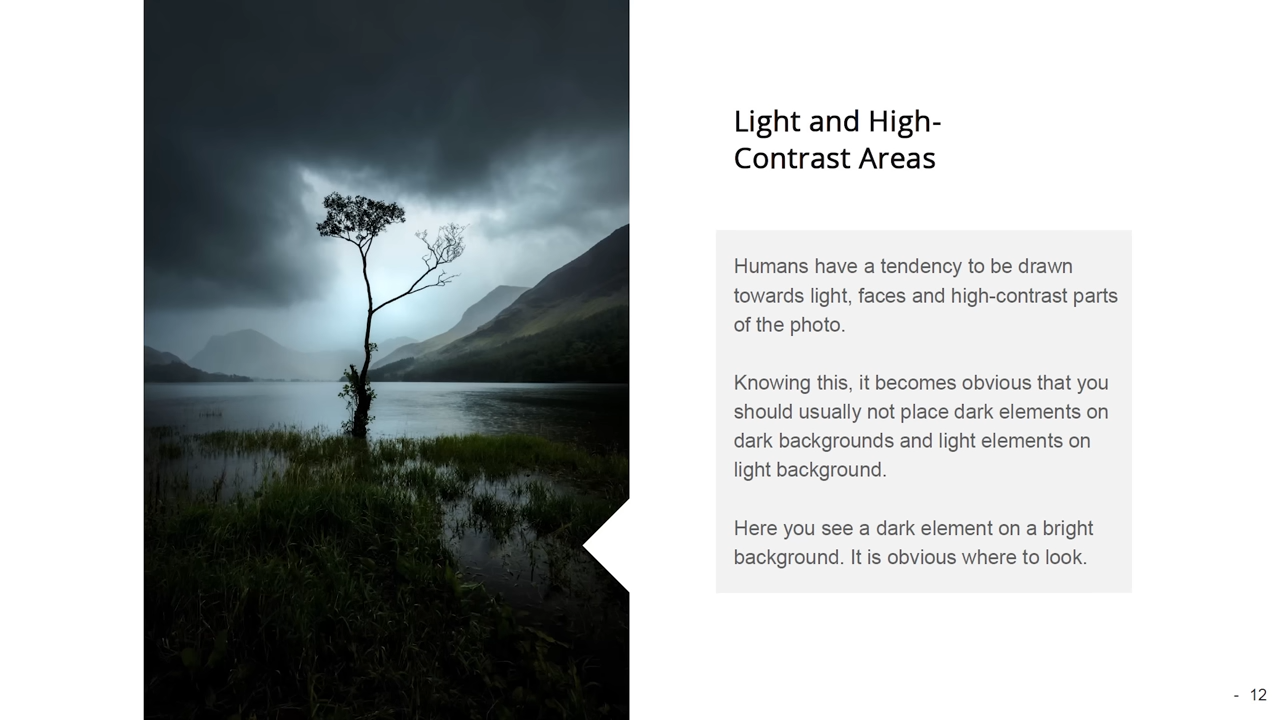 Light and High-
Contrast Areas
Humans have a tendency to be drawn
towards light, faces and high-contrast parts
of the photo.
Knowing this, it becomes obvious that you
should usually not place dark elements on
dark backgrounds and light elements on
light background.
Here you see a dark element on a bright
background. It is obvious where to look.
- 12